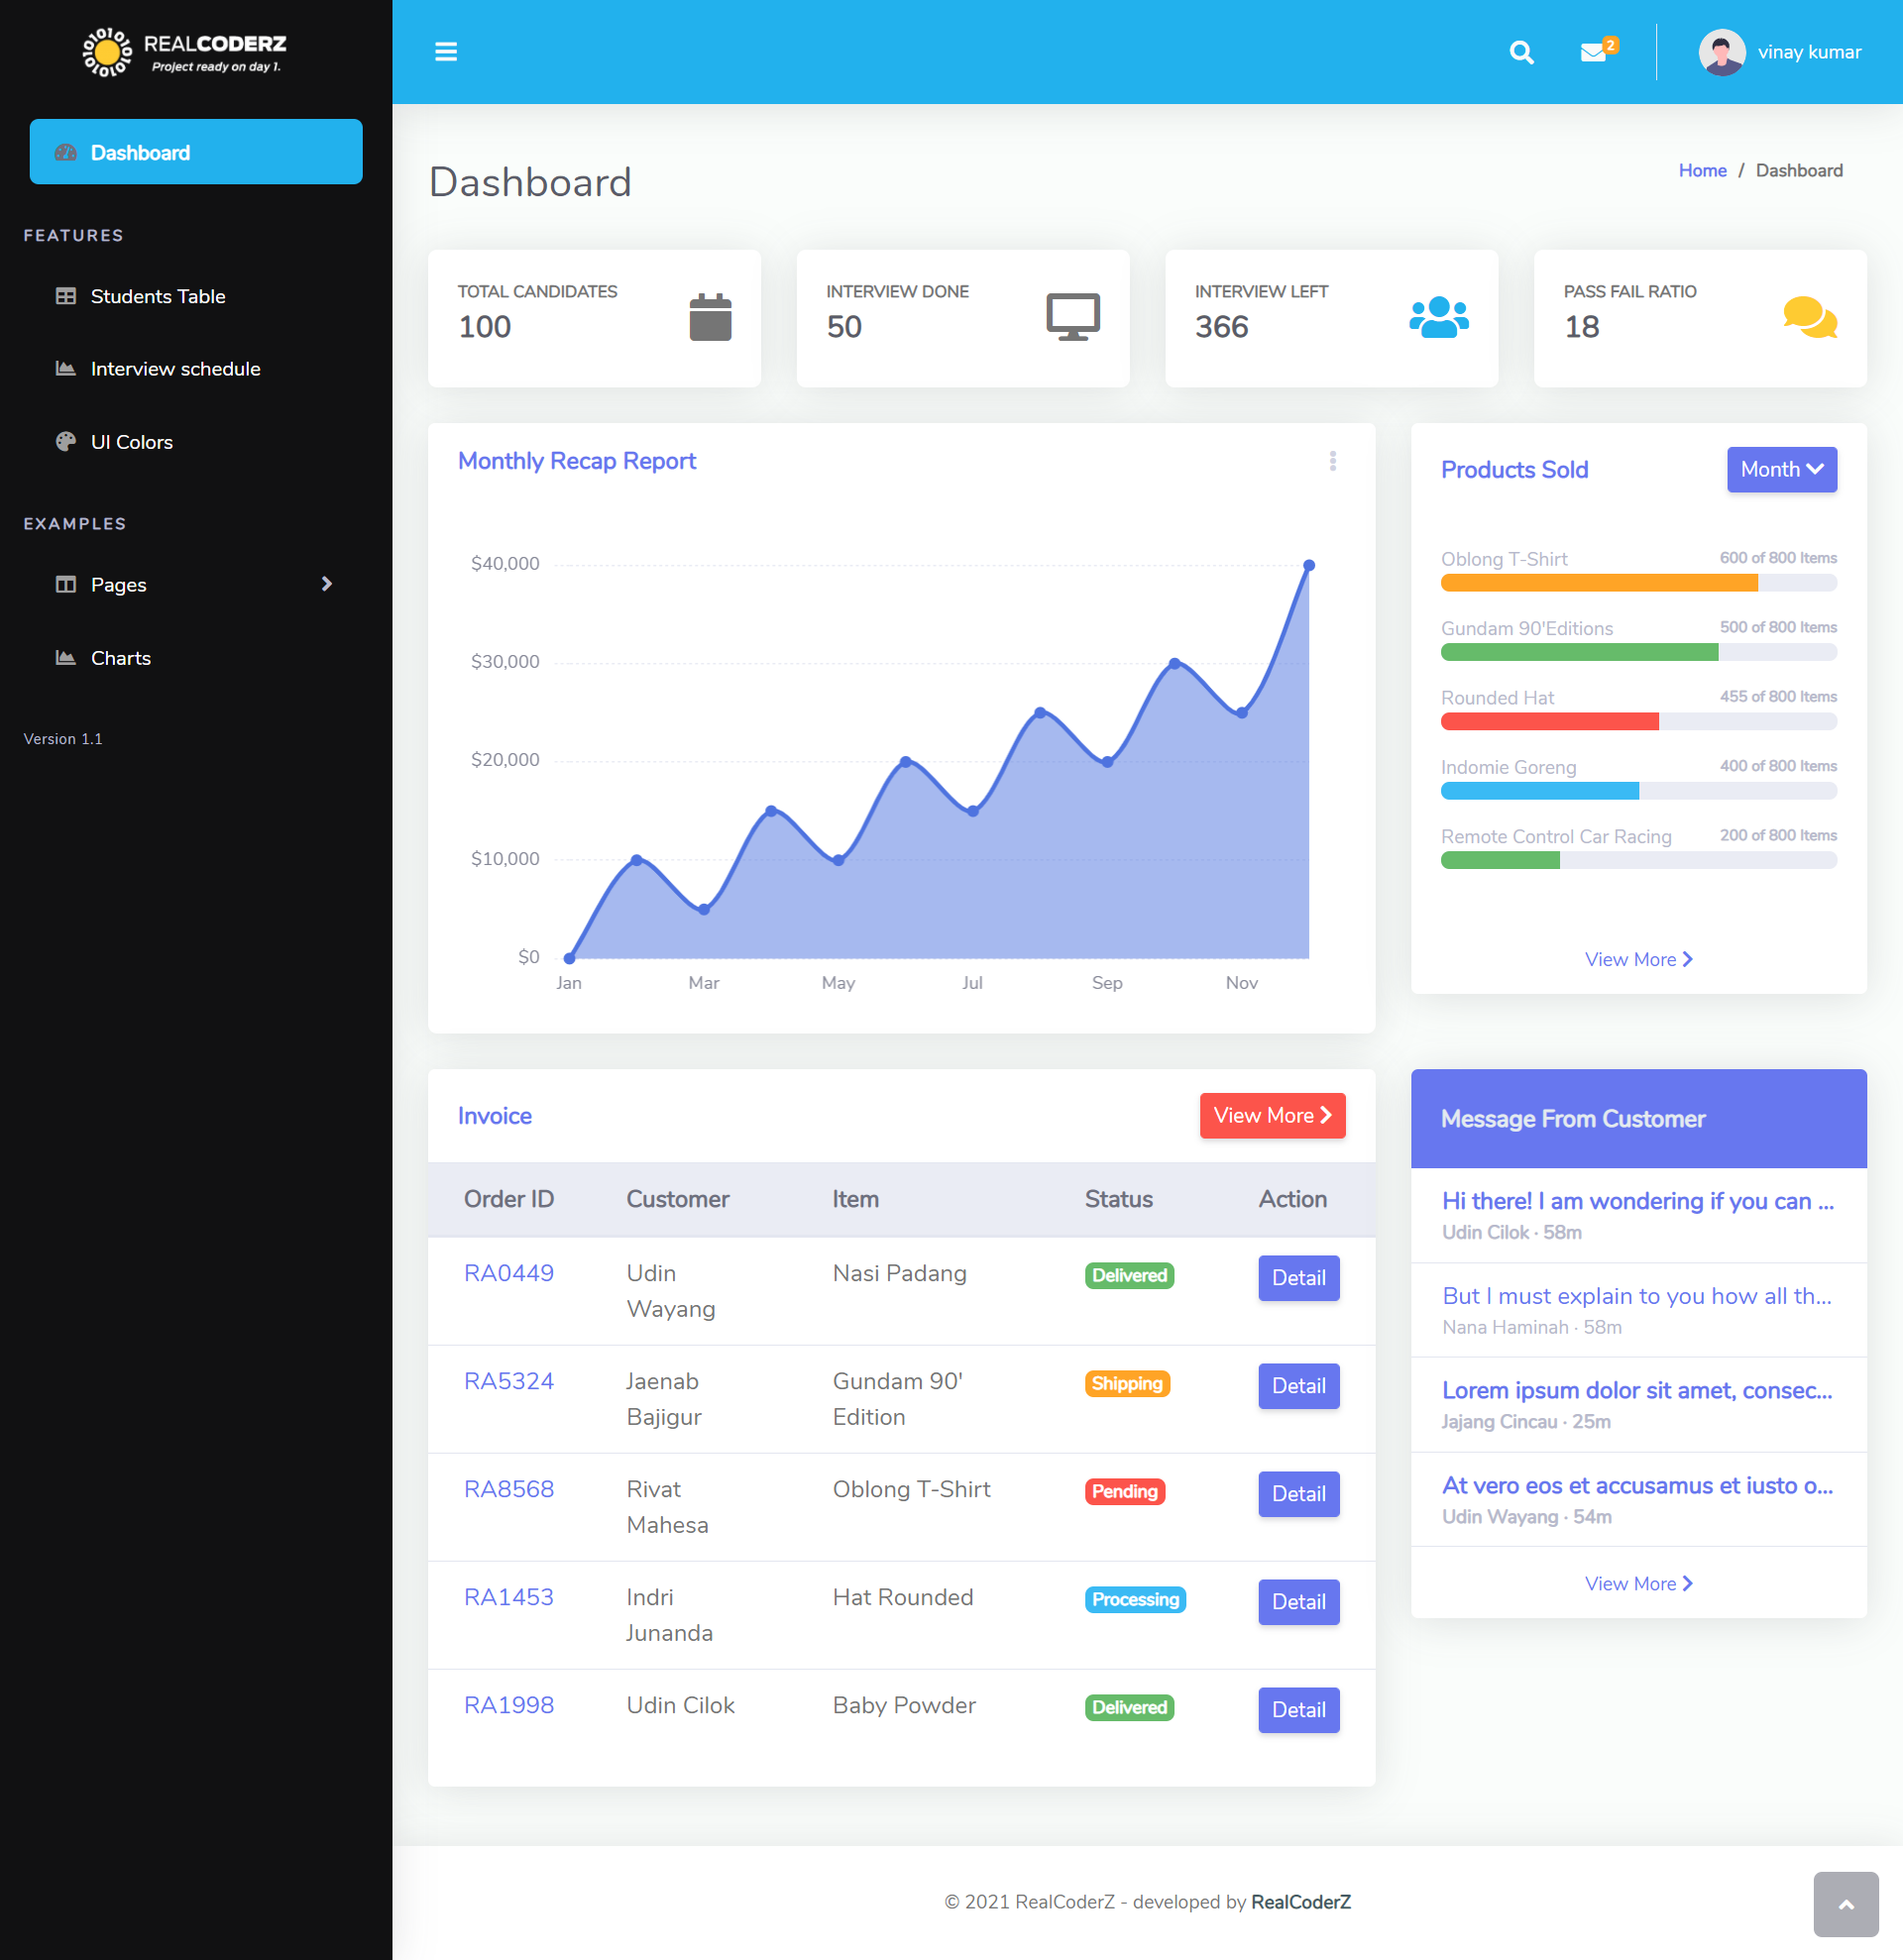 REALCODERZ
Project ready on day 1.
2
vinay kumar
Dashboard
FEATURES
Students Table
Interview schedule
UI Colors
EXAMPLES
Pages
Charts
Version 1.1
Dashboard
Home / Dashboard
TOTAL CANDIDATES
100
INTERVIEW DONE
50
INTERVIEW LEFT
366
PASS FAIL RATIO
18
Monthly Recap Report
$40,000
$30,000
$20,000
$10,000
$0
Jan Mar May Jul Sep Nov
Products Sold
Month
Oblong T-Shirt 600 of 800 Items
Gundam 90'Editions 500 of 800 Items
Rounded Hat 455 of 800 Items
Indomie Goreng 400 of 800 Items
Remote Control Car Racing 200 of 800 Items
View More
Invoice
View More
Order ID Customer Item Status Action
RA0449 Udin Wayang Nasi Padang Delivered Detail
RA5324 Jaenab Bajigur Gundam 90' Edition Shipping Detail
RA8568 Rivat Mahesa Oblong T-Shirt Pending Detail
RA1453 Indri Junanda Hat Rounded Processing Detail
RA1998 Udin Cilok Baby Powder Delivered Detail
Message From Customer
Hi there! I am wondering if you can ...
Udin Cilok · 58m
But I must explain to you how all th...
Nana Haminah · 58m
Lorem ipsum dolor sit amet, consec...
Jajang Cincau · 25m
At vero eos et accusamus et iusto o...
Udin Wayang · 54m
View More
© 2021 RealCoderZ - developed by RealCoderZ